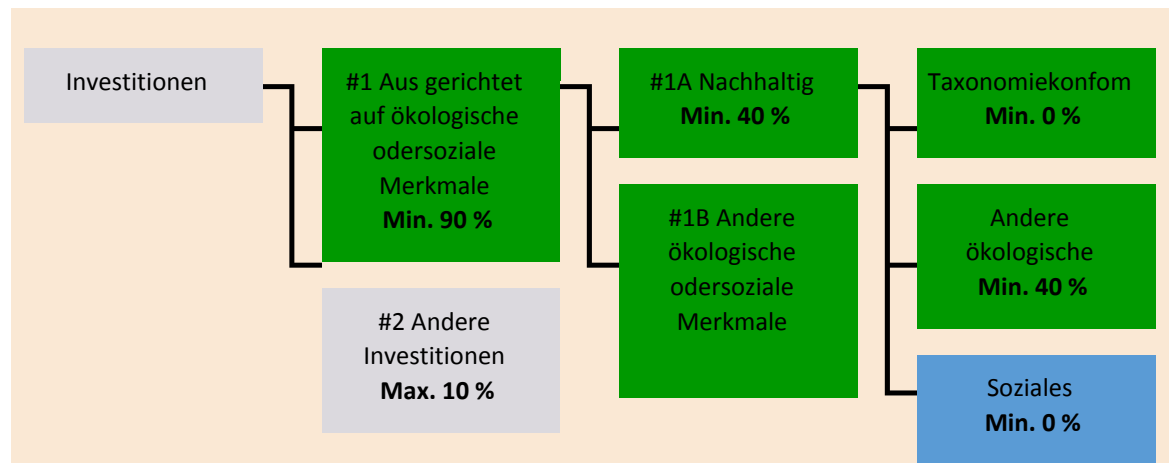 Investitionen
#1 Aus gerichtet
auf ökologische
odersoziale
Merkmale
Min. 90 %
#2 Andere
Investitionen
Max. 10 %
#1A Nachhaltig
Min. 40 %
#1B Andere
ökologische
odersoziale
Merkmale
Taxonomiekonfom
Min. 0 %
Andere
ökologische
Min. 40 %
Soziales
Min. 0 %